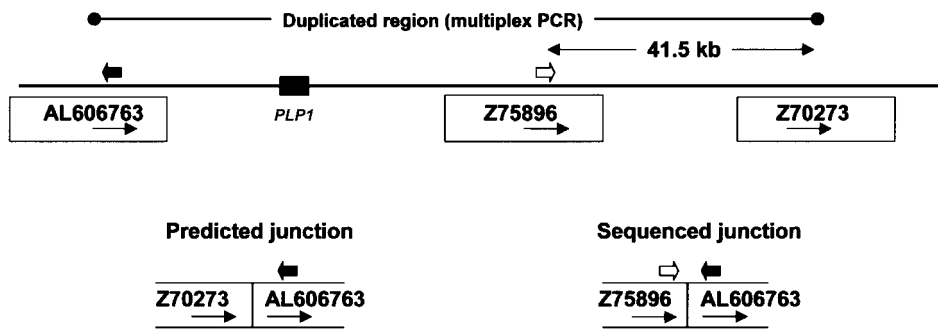 Duplicated region (multiplex PCR)
41.5 kb
AL606763
PLP1
Z75896
Z70273
Predicted junction
Sequenced junction
Z70273
AL606763
Z75896
AL606763